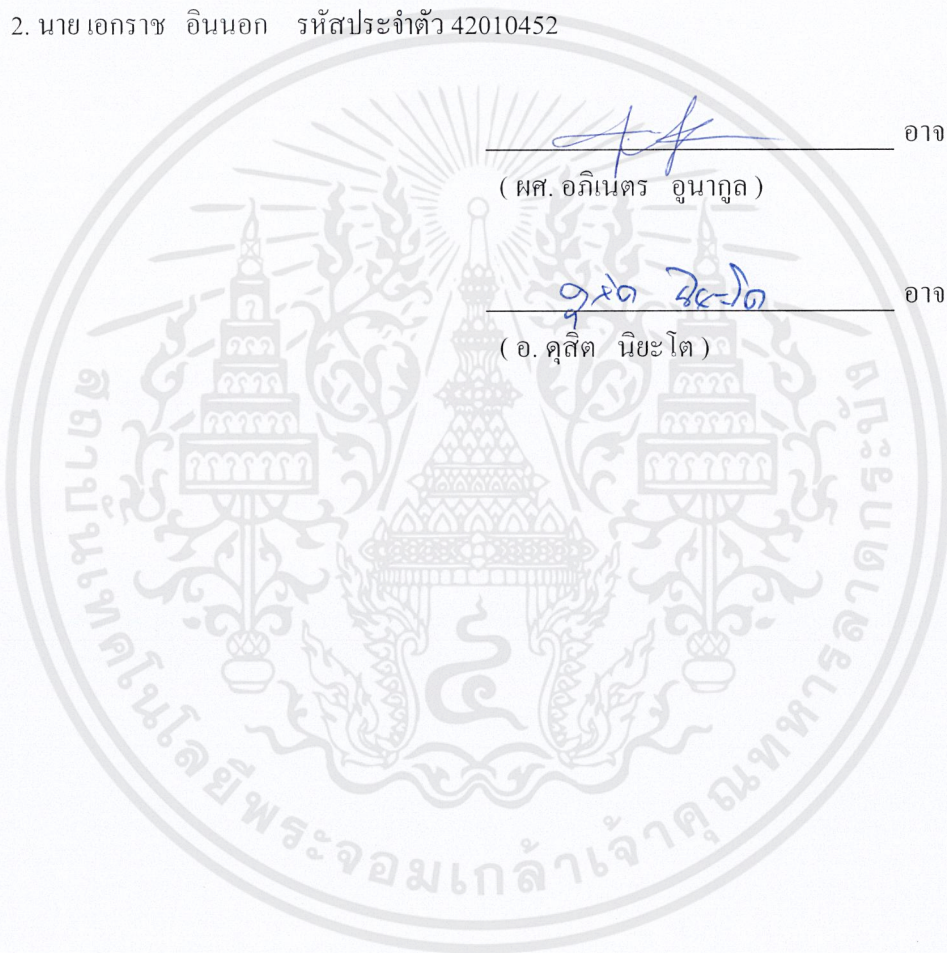 2. นายเอกราช อินนอก รหัสประจำตัว 42010452
อาจ
( ผศ. อภิเนตร อูนากูล )
ดุสิต นิยะโต
อาจ
( อ. ดุสิต นิยะโต )
สถาบันเทคโนโลยีพระจอมเกล้าเจ้าคุณทหารลาดกระบัง
๔